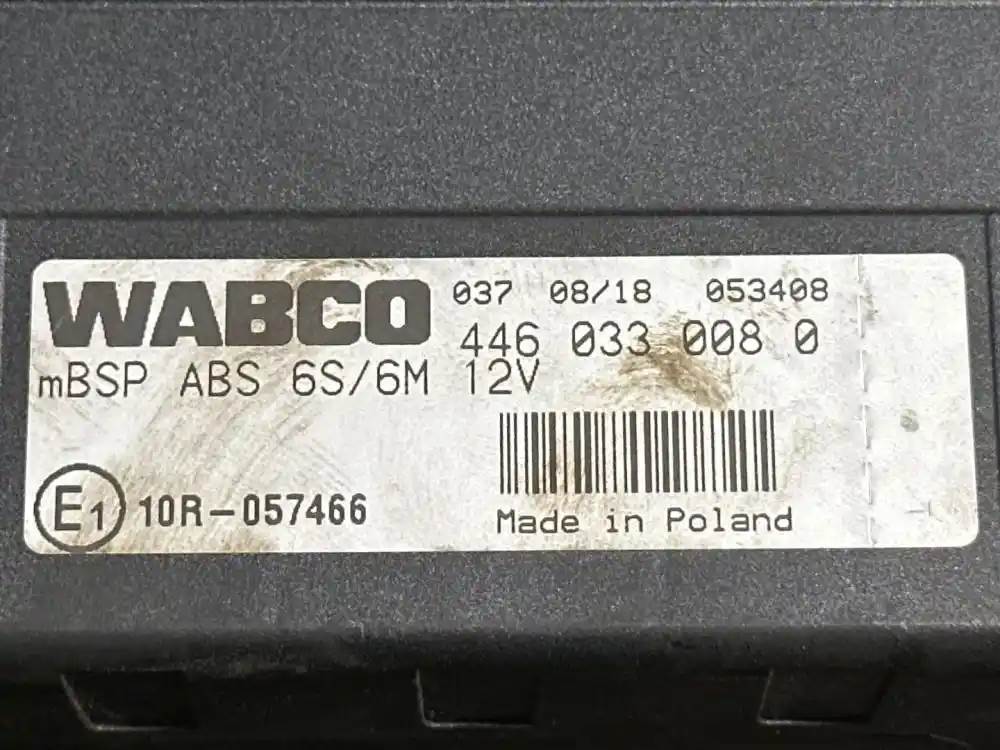 WABCO 037 08/18 053408
446 033 008 0
mBSP ABS 6S/6M 12V
E1 10R-057466
Made in Poland